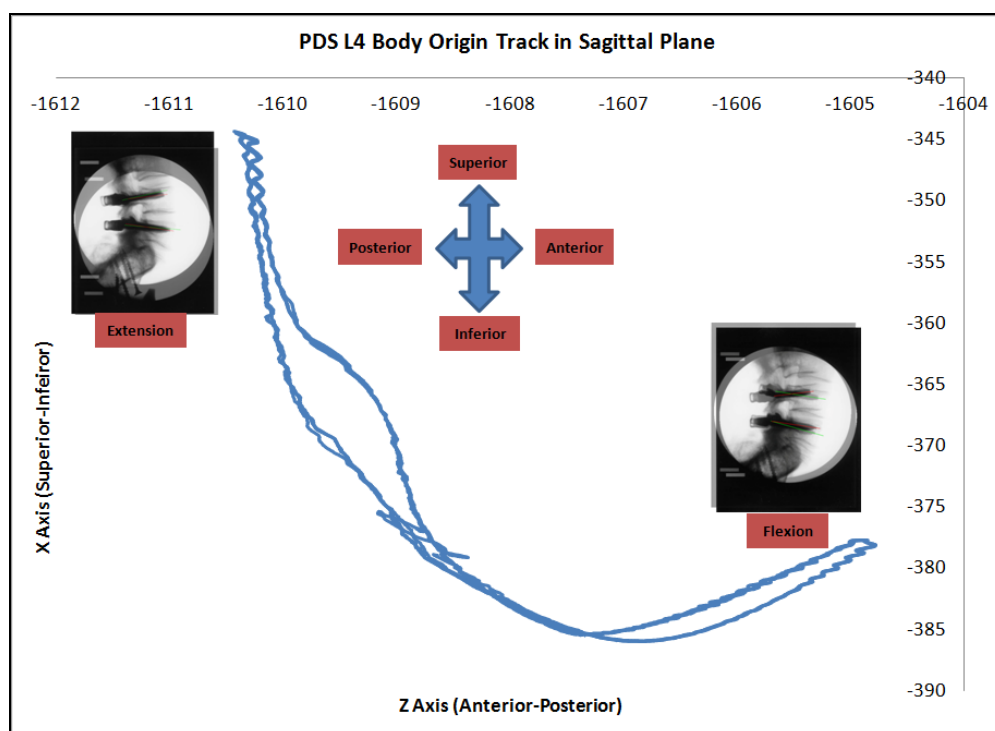 PDS L4 Body Origin Track in Sagittal Plane
-1612 -1611 -1610 -1609 -1608 -1607 -1606 -1605 -1604
-340
-345
-350
-355
-360
-365
-370
-375
-380
-385
-390
Superior
Posterior
Anterior
Inferior
Extension
Flexion
X Axis (Superior-Infeiror)
Z Axis (Anterior-Posterior)